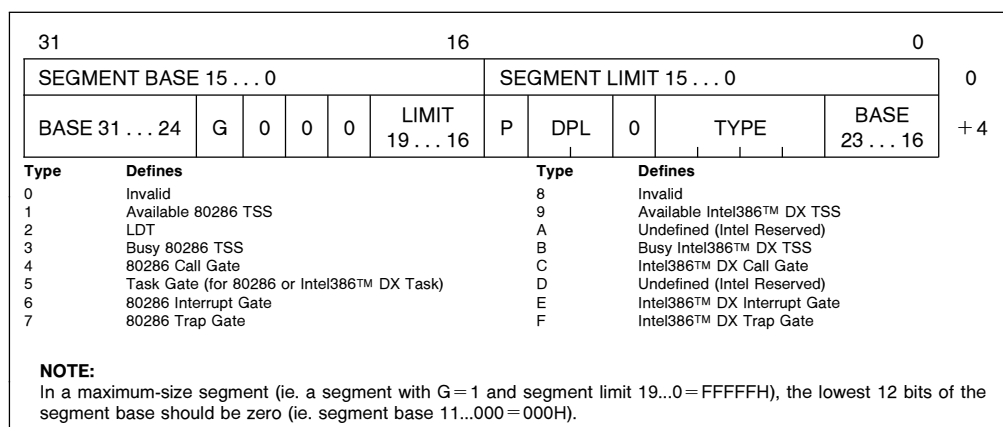 31 16 0
SEGMENT BASE 15 . . . 0 SEGMENT LIMIT 15 . . . 0 0
BASE 31 . . . 24 G 0 0 0 LIMIT 19 . . . 16 P DPL 0 TYPE BASE 23 . . . 16 +4
Type Defines Type Defines
0 Invalid 8 Invalid
1 Available 80286 TSS 9 Available Intel386™ DX TSS
2 LDT A Undefined (Intel Reserved)
3 Busy 80286 TSS B Busy Intel386™ DX TSS
4 80286 Call Gate C Intel386™ DX Call Gate
5 Task Gate (for 80286 or Intel386™ DX Task) D Undefined (Intel Reserved)
6 80286 Interrupt Gate E Intel386™ DX Interrupt Gate
7 80286 Trap Gate F Intel386™ DX Trap Gate
NOTE:
In a maximum-size segment (ie. a segment with G=1 and segment limit 19...0=FFFFFH), the lowest 12 bits of the
segment base should be zero (ie. segment base 11...000=000H).